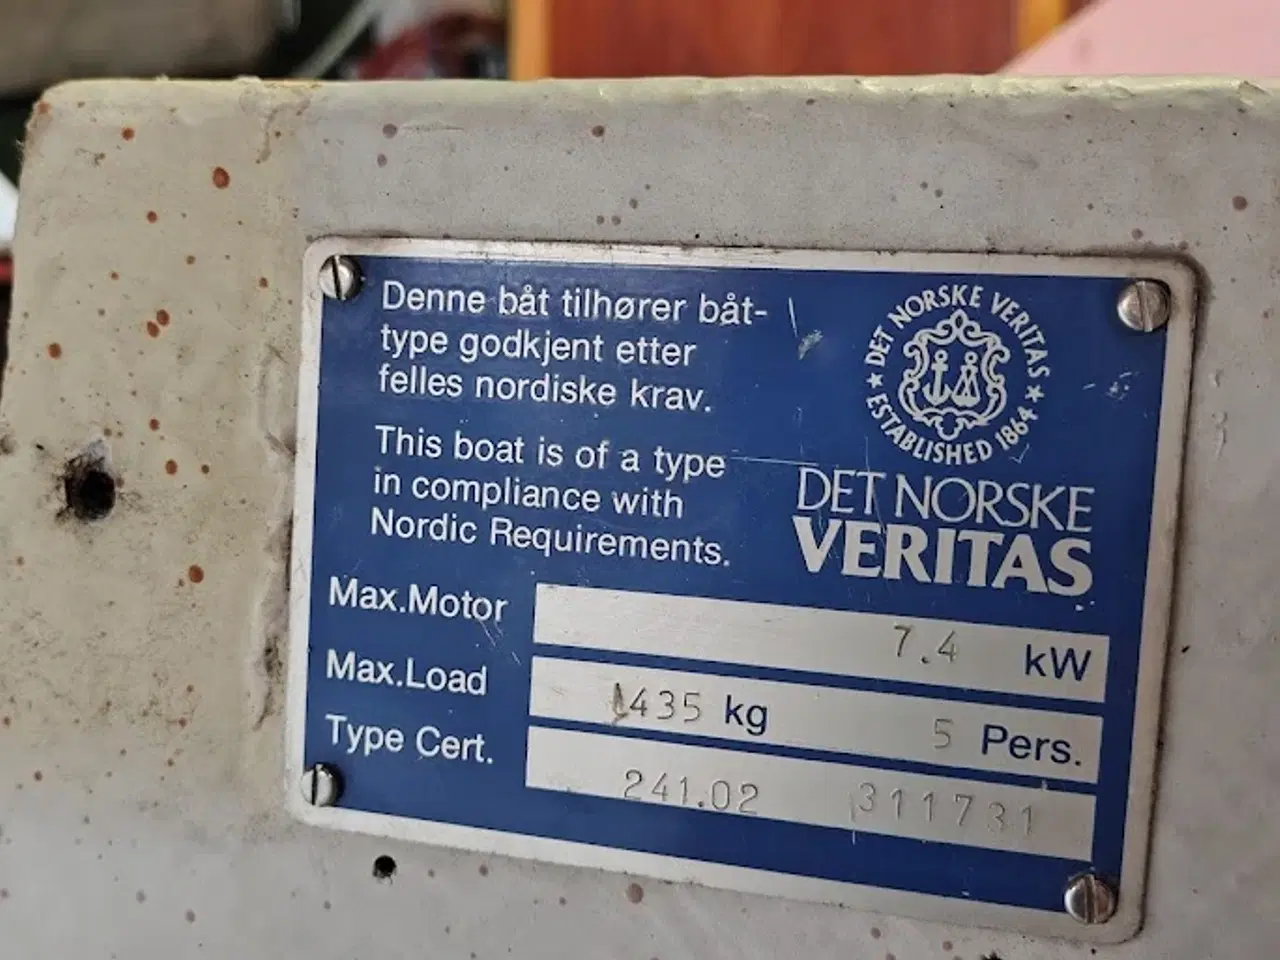 Denne båt tilhører båt-
type godkjent etter
felles nordiske krav.
This boat is of a type
in compliance with
Nordic Requirements.
★ DET NORSKE VERITAS ★
ESTABLISHED 1864
DET NORSKE
VERITAS
Max.Motor 7.4 kW
Max.Load 435 kg 5 Pers.
Type Cert. 241.02 311731